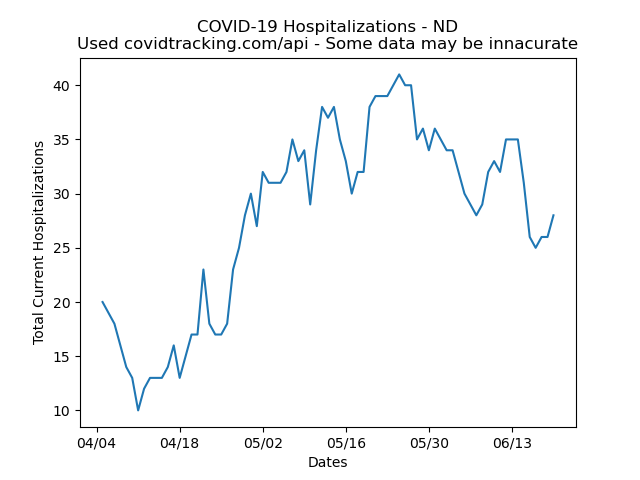 COVID-19 Hospitalizations - ND
Used covidtracking.com/api - Some data may be innacurate
Total Current Hospitalizations
40
35
30
25
20
15
10
04/04 04/18 05/02 05/16 05/30 06/13
Dates